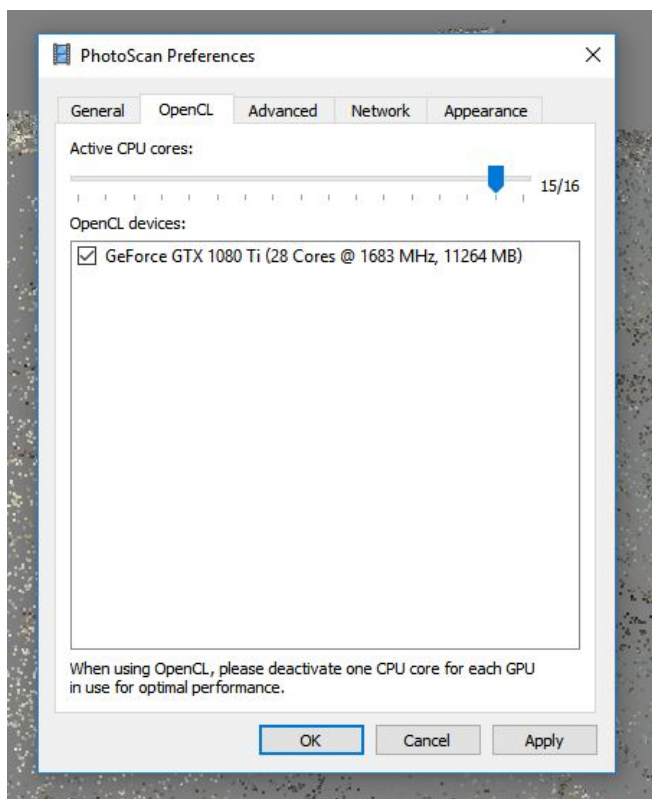 PhotoScan Preferences
General OpenCL Advanced Network Appearance
Active CPU cores:
15/16
OpenCL devices:
GeForce GTX 1080 Ti (28 Cores @ 1683 MHz, 11264 MB)
When using OpenCL, please deactivate one CPU core for each GPU
in use for optimal performance.
OK Cancel Apply